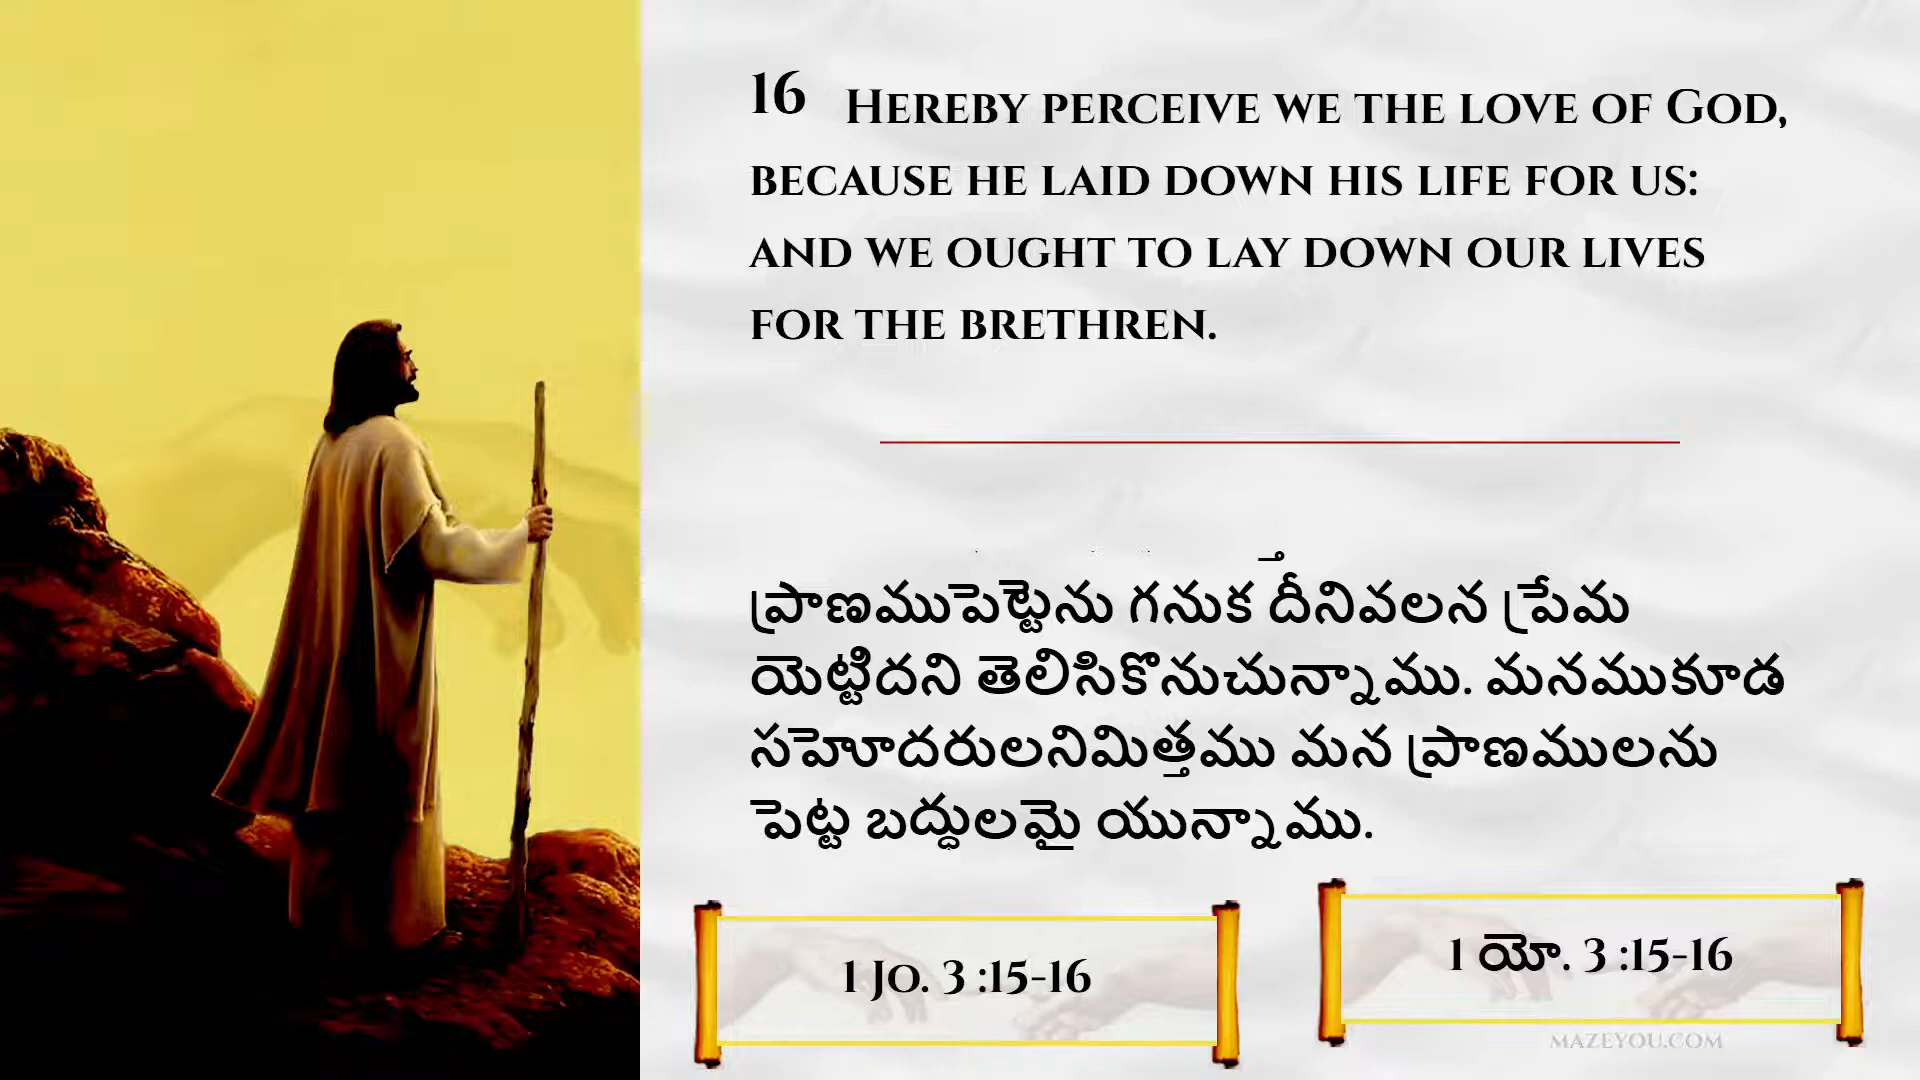 16 Hereby perceive we the love of God,
because he laid down his life for us:
and we ought to lay down our lives
for the brethren.
ప్రాణముపెట్టెను గనుక దీనివలన ప్రేమ
యెట్టిదని తెలిసికొనుచున్నాము. మనముకూడ
సహెూదరులనిమిత్తము మన ప్రాణములను
పెట్ట బద్ధులమై యున్నాము.
1 Jo. 3 :15-16
1 యో. 3 :15-16
MAZEYOU.COM